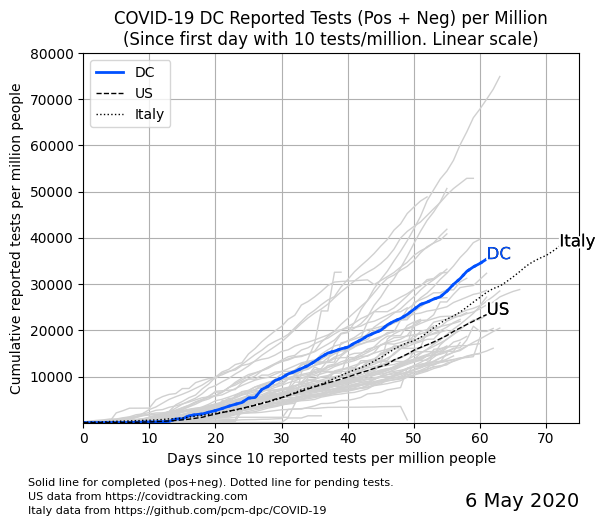 COVID-19 DC Reported Tests (Pos + Neg) per Million
(Since first day with 10 tests/million. Linear scale)
Cumulative reported tests per million people
80000
70000
60000
50000
40000
30000
20000
10000
DC
US
Italy
Italy
DC
US
0 10 20 30 40 50 60 70
Days since 10 reported tests per million people
Solid line for completed (pos+neg). Dotted line for pending tests.
US data from https://covidtracking.com
Italy data from https://github.com/pcm-dpc/COVID-19
6 May 2020